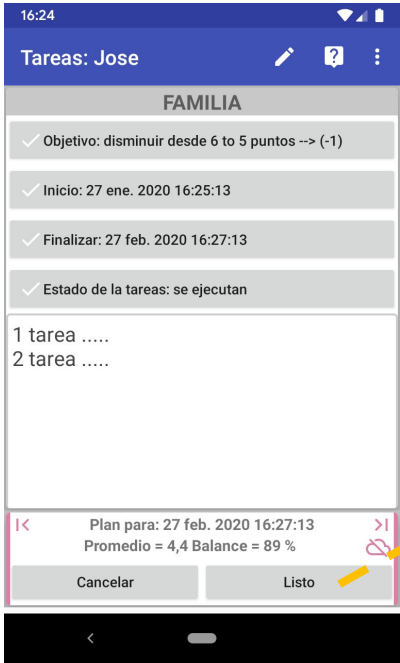 16:24
Tareas: Jose
FAMILIA
Objetivo: disminuir desde 6 to 5 puntos --> (-1)
Inicio: 27 ene. 2020 16:25:13
Finalizar: 27 feb. 2020 16:27:13
Estado de la tareas: se ejecutan
1 tarea .....
2 tarea .....
Plan para: 27 feb. 2020 16:27:13
Promedio = 4,4 Balance = 89 %
Cancelar
Listo